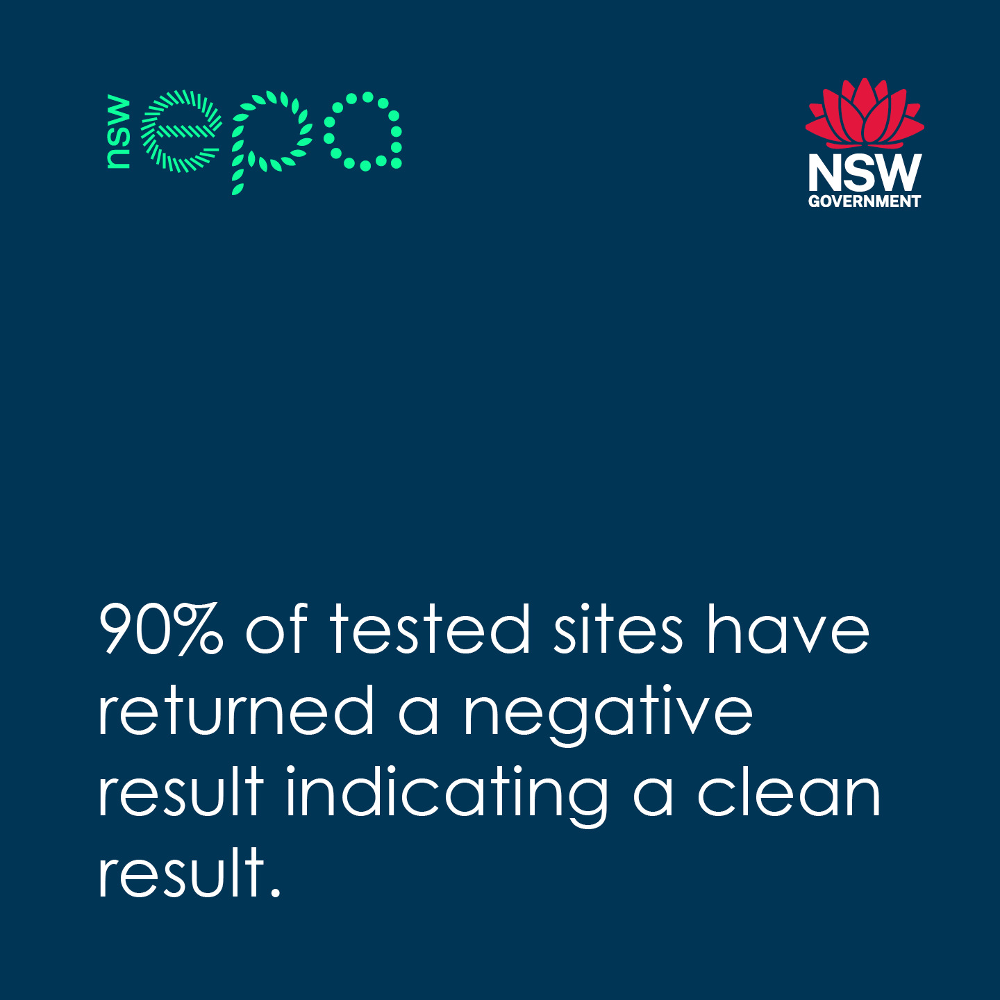 nsw epa
NSW
GOVERNMENT
90% of tested sites have
returned a negative
result indicating a clean
result.